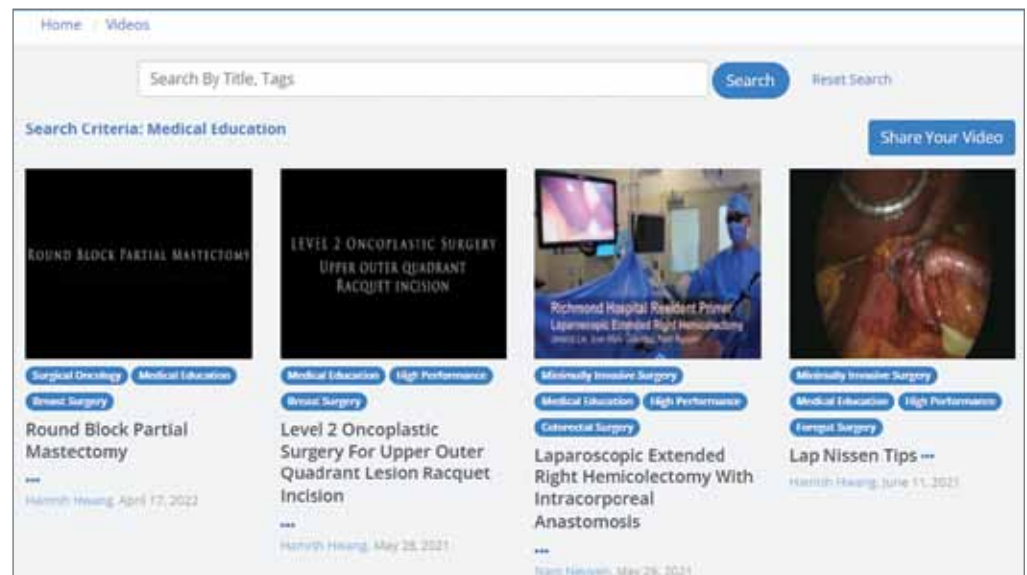 Home / Videos
Search By Title, Tags
Search
Reset Search
Search Criteria: Medical Education
Share Your Video
ROUND BLOCK PARTIAL MASTECTOMY
Surgical Oncology Medical Education
Breast Surgery
Round Block Partial
Mastectomy
...
Hamish Hwang, April 17, 2022
LEVEL 2 ONCOPLASTIC SURGERY
UPPER OUTER QUADRANT
RACQUET INCISION
Medical Education High Performance
Breast Surgery
Level 2 Oncoplastic
Surgery For Upper Outer
Quadrant Lesion Racquet
Incision
...
Hamish Hwang, May 28, 2021
Richmond Hospital Resident Primer
Laparoscopic Extended Right Hemicolectomy
Minimally Invasive Surgery
Medical Education High Performance
Colorectal Surgery
Laparoscopic Extended
Right Hemicolectomy With
Intracorporeal
Anastomosis
...
Nam Nguyen, May 29, 2021
Minimally Invasive Surgery
Medical Education High Performance
Foregut Surgery
Lap Nissen Tips ...
Hamish Hwang, June 11, 2021